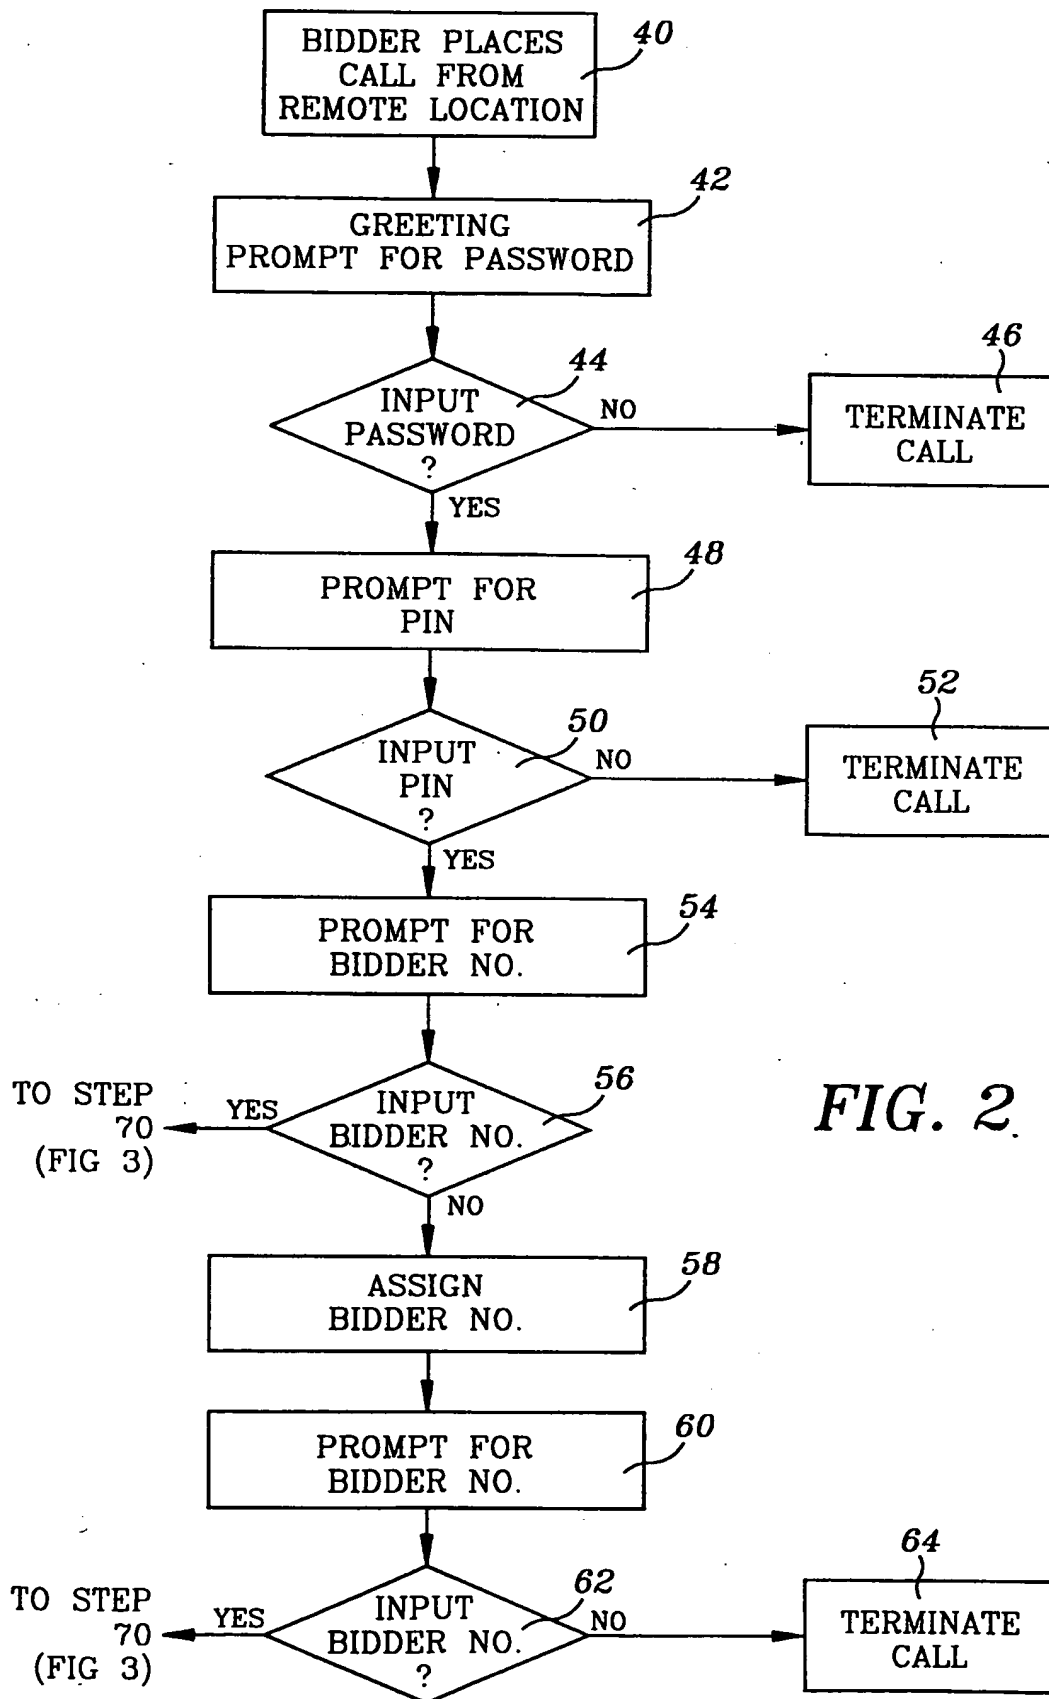 BIDDER PLACES
CALL FROM
REMOTE LOCATION
40
GREETING
PROMPT FOR PASSWORD
42
INPUT
PASSWORD
?
44
NO
46
TERMINATE
CALL
YES
PROMPT FOR
PIN
48
INPUT
PIN
?
50
NO
52
TERMINATE
CALL
YES
PROMPT FOR
BIDDER NO.
54
TO STEP
70
(FIG 3)
YES
INPUT
BIDDER NO.
?
56
FIG. 2
NO
ASSIGN
BIDDER NO.
58
PROMPT FOR
BIDDER NO.
60
TO STEP
70
(FIG 3)
YES
INPUT
BIDDER NO.
?
62
NO
64
TERMINATE
CALL